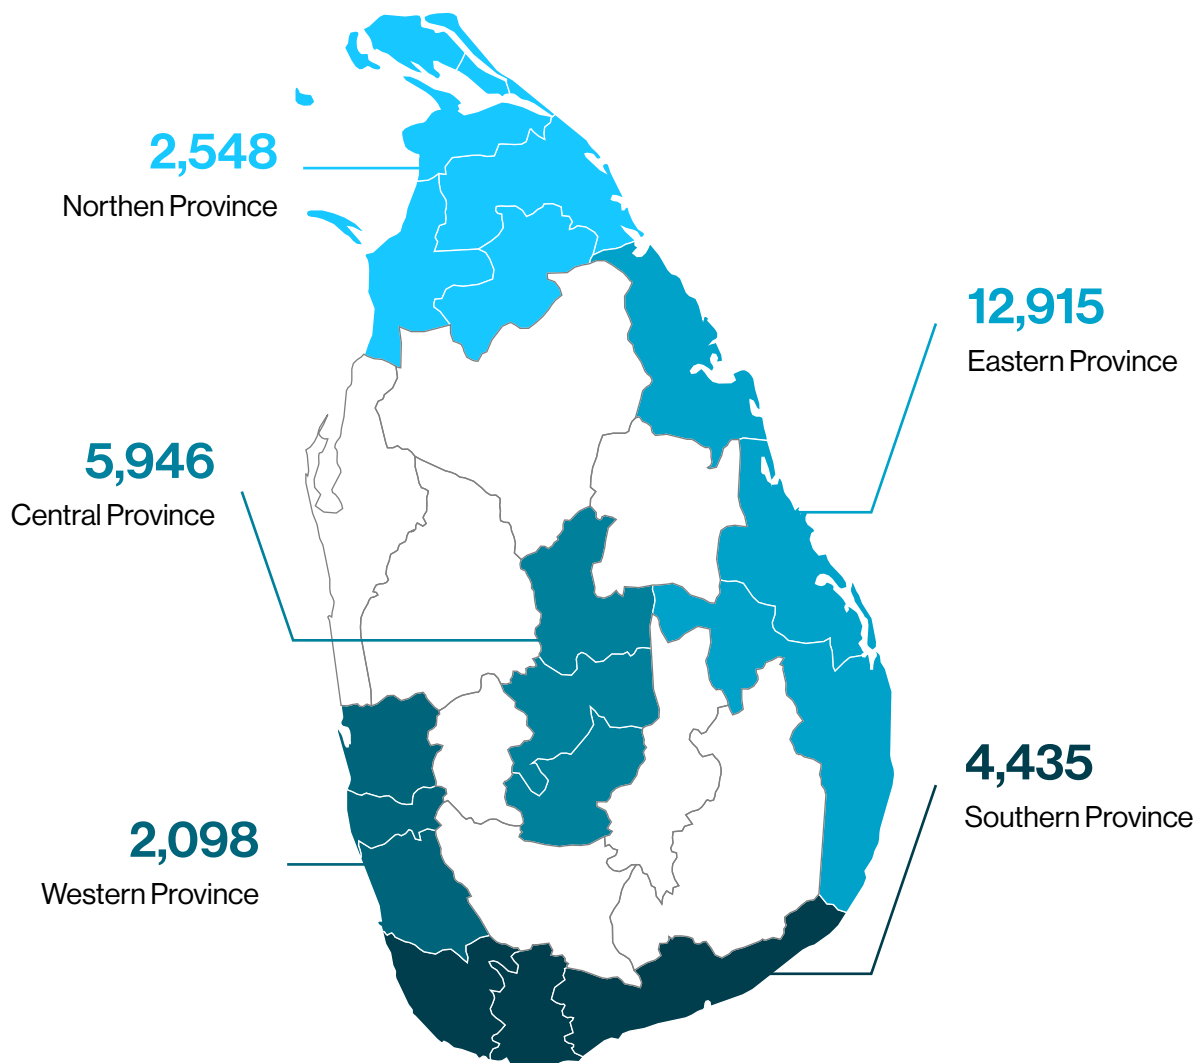 2,548
Northen Province
12,915
Eastern Province
5,946
Central Province
4,435
Southern Province
2,098
Western Province